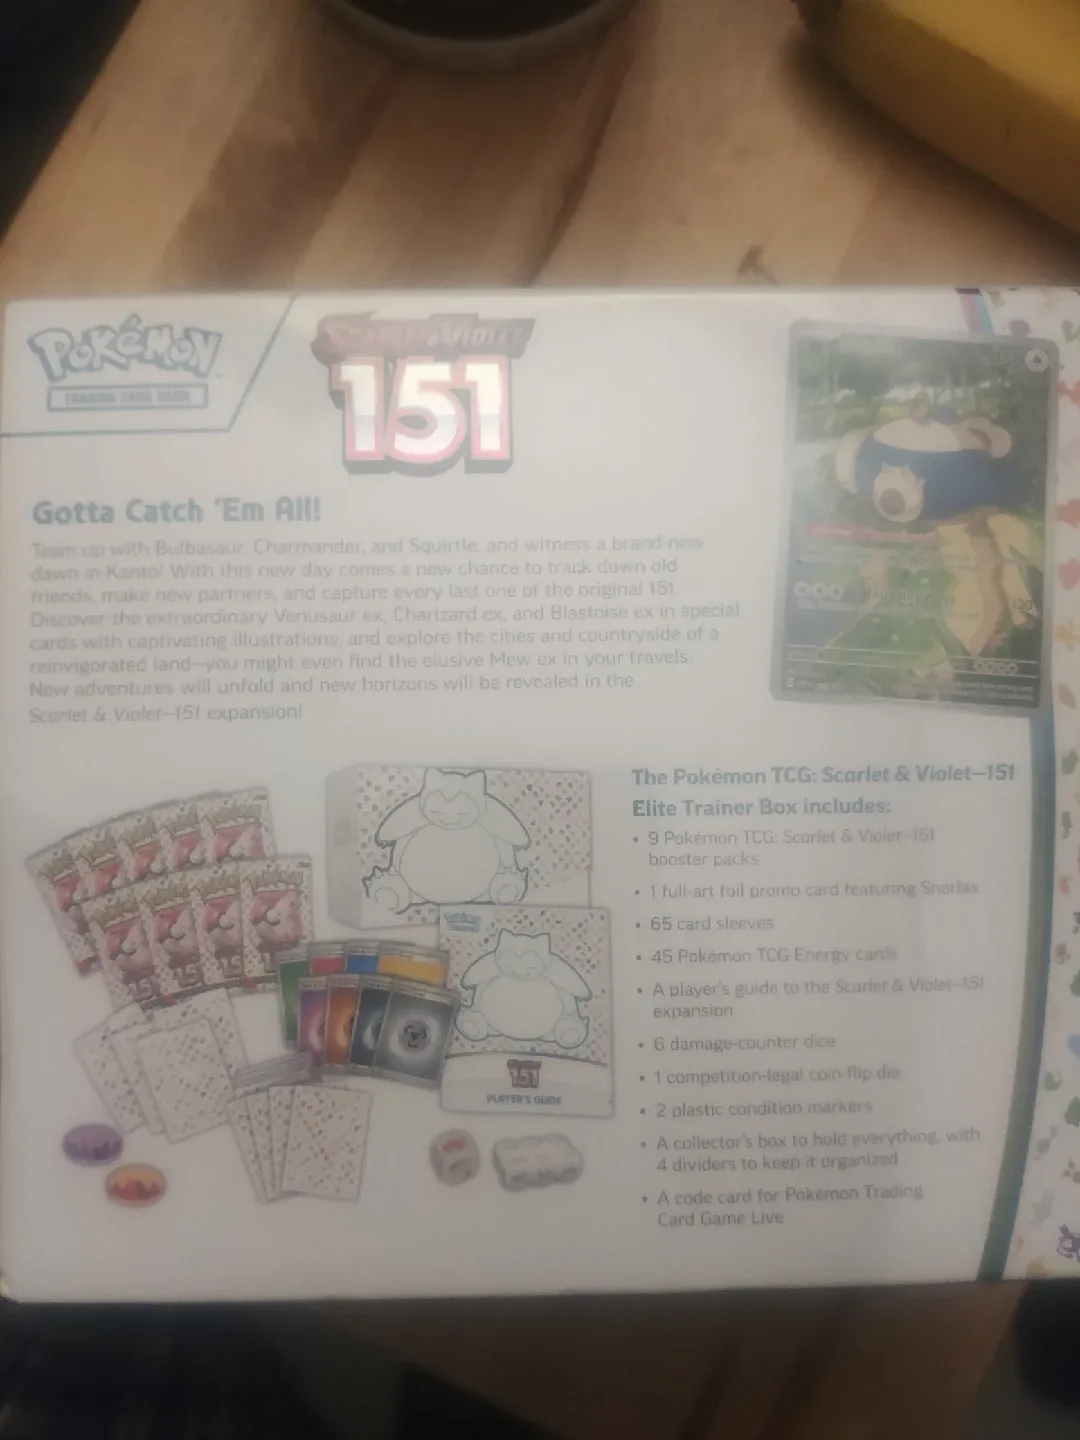 POKéMON
TRADING CARD GAME
SCARLET & VIOLET
151
Gotta Catch 'Em All!
Team up with Bulbasaur, Charmander, and Squirtle, and witness a brand-new
dawn in Kanto! With this new day comes a new chance to track down old
friends, make new partners, and capture every last one of the original 151.
Discover the extraordinary Venusaur ex, Charizard ex, and Blastoise ex in special
cards with captivating illustrations, and explore the cities and countryside of a
reinvigorated land—you might even find the elusive Mew ex in your travels.
New adventures will unfold and new horizons will be revealed in the
Scarlet & Violet—151 expansion!
130
The Pokémon TCG: Scarlet & Violet—151
Elite Trainer Box includes:
• 9 Pokémon TCG: Scarlet & Violet—151
booster packs
• 1 full-art foil promo card featuring Snorlax
• 65 card sleeves
• 45 Pokémon TCG Energy cards
• A player's guide to the Scarlet & Violet—151
expansion
• 6 damage-counter dice
• 1 competition-legal coin-flip die
• 2 plastic condition markers
• A collector's box to hold everything, with
4 dividers to keep it organized
• A code card for Pokémon Trading
Card Game Live
151
PLAYER'S GUIDE